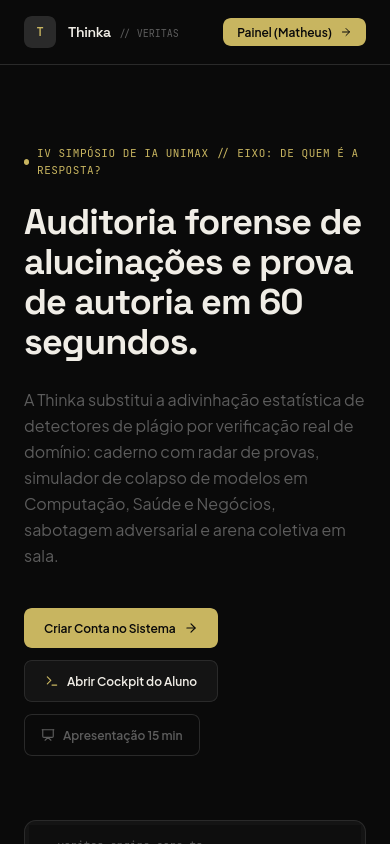 T
Thinka // VERITAS
Painel (Matheus)
IV SIMPÓSIO DE IA UNIMAX // EIXO: DE QUEM É A
RESPOSTA?
Auditoria forense de
alucinações e prova
de autoria em 60
segundos.
A Thinka substitui a adivinhação estatística de
detectores de plágio por verificação real de
domínio: caderno com radar de provas,
simulador de colapso de modelos em
Computação, Saúde e Negócios,
sabotagem adversarial e arena coletiva em
sala.
Criar Conta no Sistema
Abrir Cockpit do Aluno
Apresentação 15 min